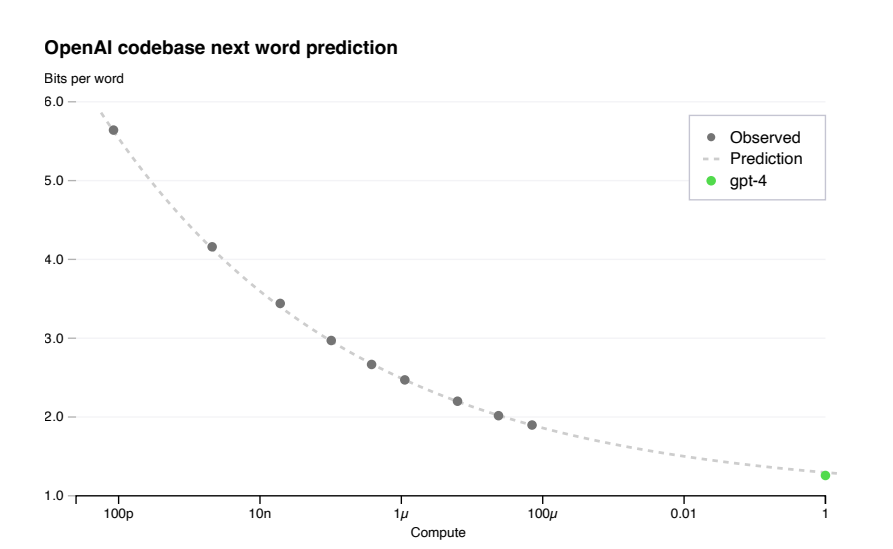 OpenAI codebase next word prediction
Bits per word
6.0
5.0
4.0
3.0
2.0
1.0
Observed
Prediction
gpt-4
100p
10n
1μ
100μ
0.01
1
Compute